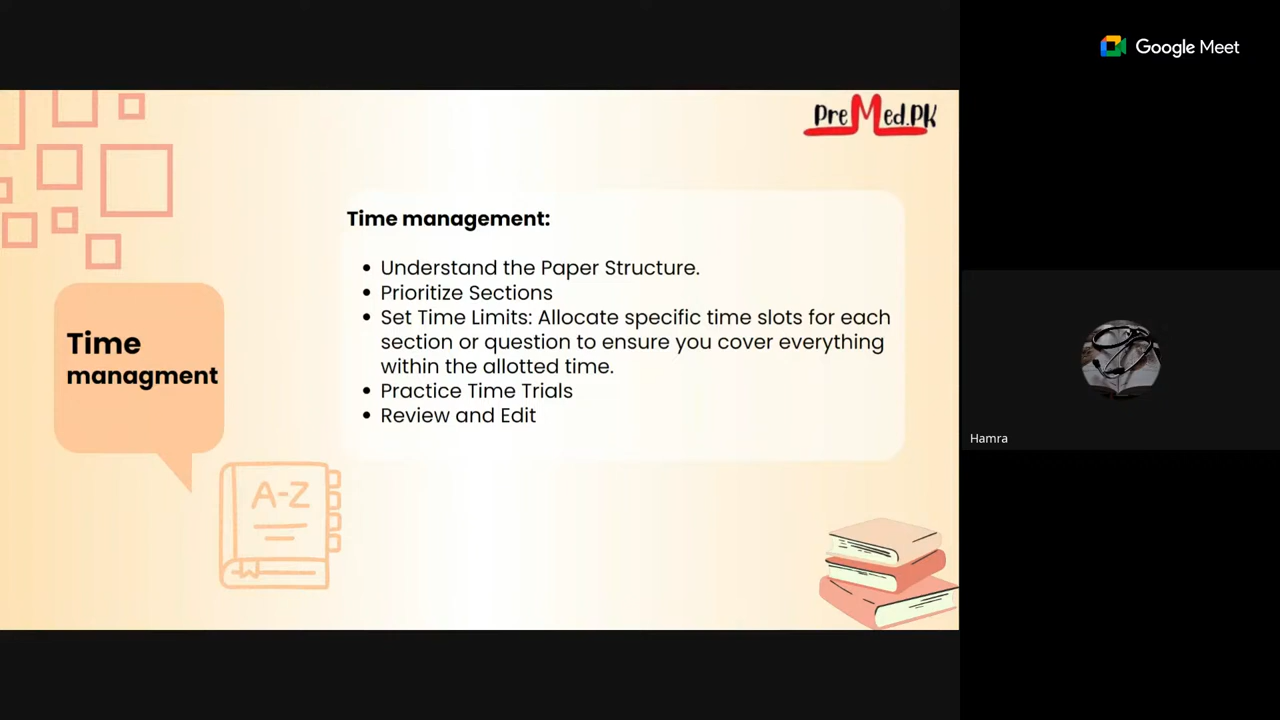 Google Meet
PreMed.PK
Time management:
• Understand the Paper Structure.
• Prioritize Sections
• Set Time Limits: Allocate specific time slots for each
section or question to ensure you cover everything
within the allotted time.
• Practice Time Trials
• Review and Edit
Time
managment
A-Z
Hamra